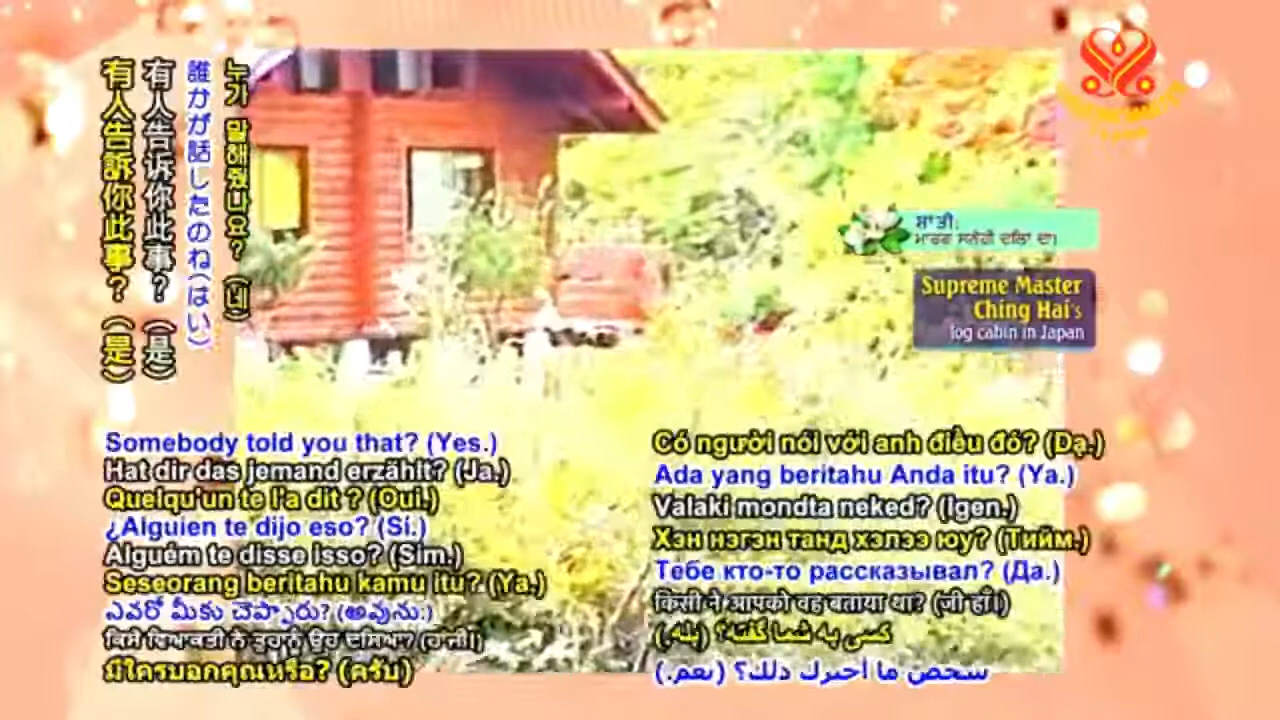 有人告訴你此事？（是）
有人告诉你此事？（是）
誰かが話したのね（はい）
누가 말해줬나요? (네)
ਸ਼ਾਂਤੀ:
Supreme Master
Ching Hai's
log cabin in Japan
Somebody told you that? (Yes.)
Hat dir das jemand erzählt? (Ja.)
Quelqu'un te l'a dit ? (Oui.)
¿Alguien te dijo eso? (Sí.)
Alguém te disse isso? (Sim.)
Seseorang beritahu kamu itu? (Ya.)
ఎవరో మీకు చెప్పారు? (అవును.)
ਕਿਸੇ ਵਿਅਕਤੀ ਨੇ ਤੁਹਾਨੂੰ ਉਹ ਦਸਿਆ? (ਹਾਂਜੀ।)
มีใครบอกคุณหรือ? (ครับ)
Có người nói với anh điều đó? (Dạ.)
Ada yang beritahu Anda itu? (Ya.)
Valaki mondta neked? (Igen.)
Хэн нэгэн танд хэлээ юу? (Тийм.)
Тебе кто-то рассказывал? (Да.)
किसी ने आपको वह बताया था? (जी हाँ।)
کسی به شما گفته؟ (بله.)
شخص ما أخبرك ذلك؟ (نعم.)